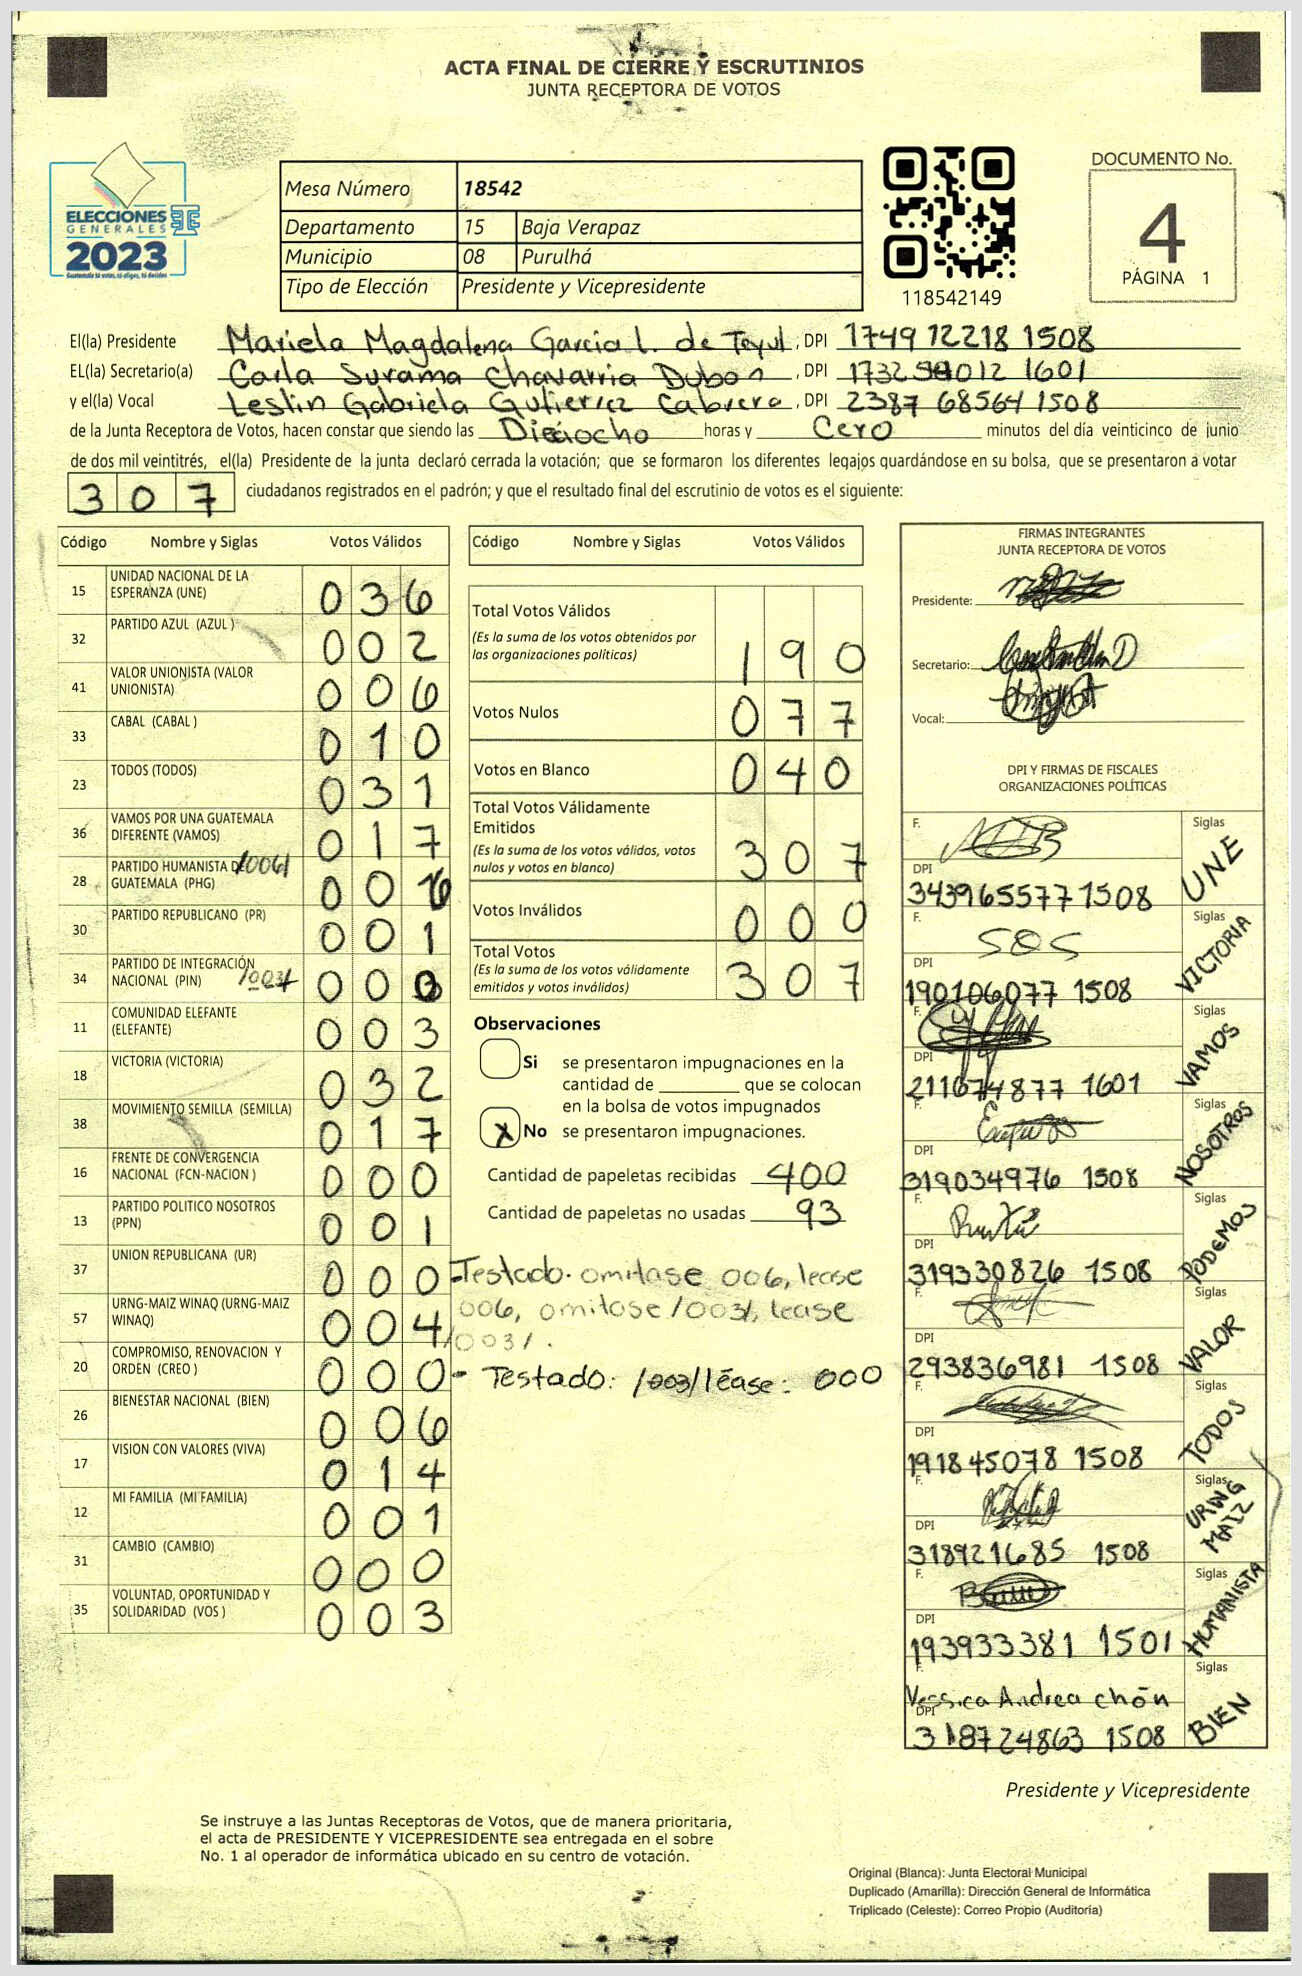 ACTA FINAL DE CIERRE Y ESCRUTINIOS
JUNTA RECEPTORA DE VOTOS
ELECCIONES
GENERALES
2023
Guatemala tú votas, tú eliges, tú decides
Mesa Número 18542
Departamento 15 Baja Verapaz
Municipio 08 Purulhá
Tipo de Elección Presidente y Vicepresidente
118542149
DOCUMENTO No.
4
PÁGINA 1
El(la) Presidente Mariela Magdalena Garcia l. de Teyul, DPI 1749 12218 1508
EL(la) Secretario(a) Carla Surama Chavarria Dubon, DPI 1732 012 1601
y el(la) Vocal Leslin Gabriela Gutierrez Cabrera, DPI 2387 68564 1508
de la Junta Receptora de Votos, hacen constar que siendo las Dieciocho horas y Cero minutos del día veinticinco de junio
de dos mil veintitrés, el(la) Presidente de la junta declaró cerrada la votación; que se formaron los diferentes legajos guardándose en su bolsa, que se presentaron a votar
307 ciudadanos registrados en el padrón; y que el resultado final del escrutinio de votos es el siguiente:
Código Nombre y Siglas Votos Válidos
15 UNIDAD NACIONAL DE LA ESPERANZA (UNE) 036
32 PARTIDO AZUL (AZUL ) 002
41 VALOR UNIONISTA (VALOR UNIONISTA) 006
33 CABAL (CABAL ) 010
23 TODOS (TODOS) 031
36 VAMOS POR UNA GUATEMALA DIFERENTE (VAMOS) 017
28 PARTIDO HUMANISTA DE GUATEMALA (PHG) /006/ 006
30 PARTIDO REPUBLICANO (PR) 001
34 PARTIDO DE INTEGRACIÓN NACIONAL (PIN) /003/ 000
11 COMUNIDAD ELEFANTE (ELEFANTE) 003
18 VICTORIA (VICTORIA) 032
38 MOVIMIENTO SEMILLA (SEMILLA) 017
16 FRENTE DE CONVERGENCIA NACIONAL (FCN-NACION ) 000
13 PARTIDO POLITICO NOSOTROS (PPN) 001
37 UNION REPUBLICANA (UR) 000
57 URNG-MAIZ WINAQ (URNG-MAIZ WINAQ) 004
20 COMPROMISO, RENOVACION Y ORDEN (CREO ) 000
26 BIENESTAR NACIONAL (BIEN) 006
17 VISION CON VALORES (VIVA) 014
12 MI FAMILIA (MI FAMILIA) 001
31 CAMBIO (CAMBIO) 000
35 VOLUNTAD, OPORTUNIDAD Y SOLIDARIDAD (VOS ) 003
Código Nombre y Siglas Votos Válidos
Total Votos Válidos 190
(Es la suma de los votos obtenidos por
las organizaciones políticas)
Votos Nulos 077
Votos en Blanco 040
Total Votos Válidamente
Emitidos
(Es la suma de los votos válidos, votos
nulos y votos en blanco) 307
Votos Inválidos 000
Total Votos
(Es la suma de los votos válidamente
emitidos y votos inválidos) 307
Observaciones
Si se presentaron impugnaciones en la
cantidad de ________ que se colocan
en la bolsa de votos impugnados
X No se presentaron impugnaciones.
Cantidad de papeletas recibidas 400
Cantidad de papeletas no usadas 93
-Testado. omitase 006, lease
006, omitase /003/, lease
/003/.
- Testado: /003/ léase: 000
FIRMAS INTEGRANTES
JUNTA RECEPTORA DE VOTOS
Presidente:
Secretario:
Vocal:
DPI Y FIRMAS DE FISCALES
ORGANIZACIONES POLÍTICAS
F. Siglas UNE
DPI 343965577 1508
F. SOS Siglas VICTORIA
DPI 190106077 1508
F. Siglas VAMOS
DPI 211674877 1601
F. Siglas NOSOTROS
DPI 319034976 1508
F. Siglas PODEMOS
DPI 319330826 1508
F. Siglas VALOR
DPI 293836981 1508
F. Siglas TODOS
DPI 191845078 1508
F. Siglas URNG MAIZ
DPI 318921685 1508
F. Siglas HUMANISTA
DPI 193933381 1501
F. Yessica Andrea Chón Siglas BIEN
DPI 318724863 1508
Presidente y Vicepresidente
Se instruye a las Juntas Receptoras de Votos, que de manera prioritaria,
el acta de PRESIDENTE Y VICEPRESIDENTE sea entregada en el sobre
No. 1 al operador de informática ubicado en su centro de votación.
Original (Blanca): Junta Electoral Municipal
Duplicado (Amarilla): Dirección General de Informática
Triplicado (Celeste): Correo Propio (Auditoría)